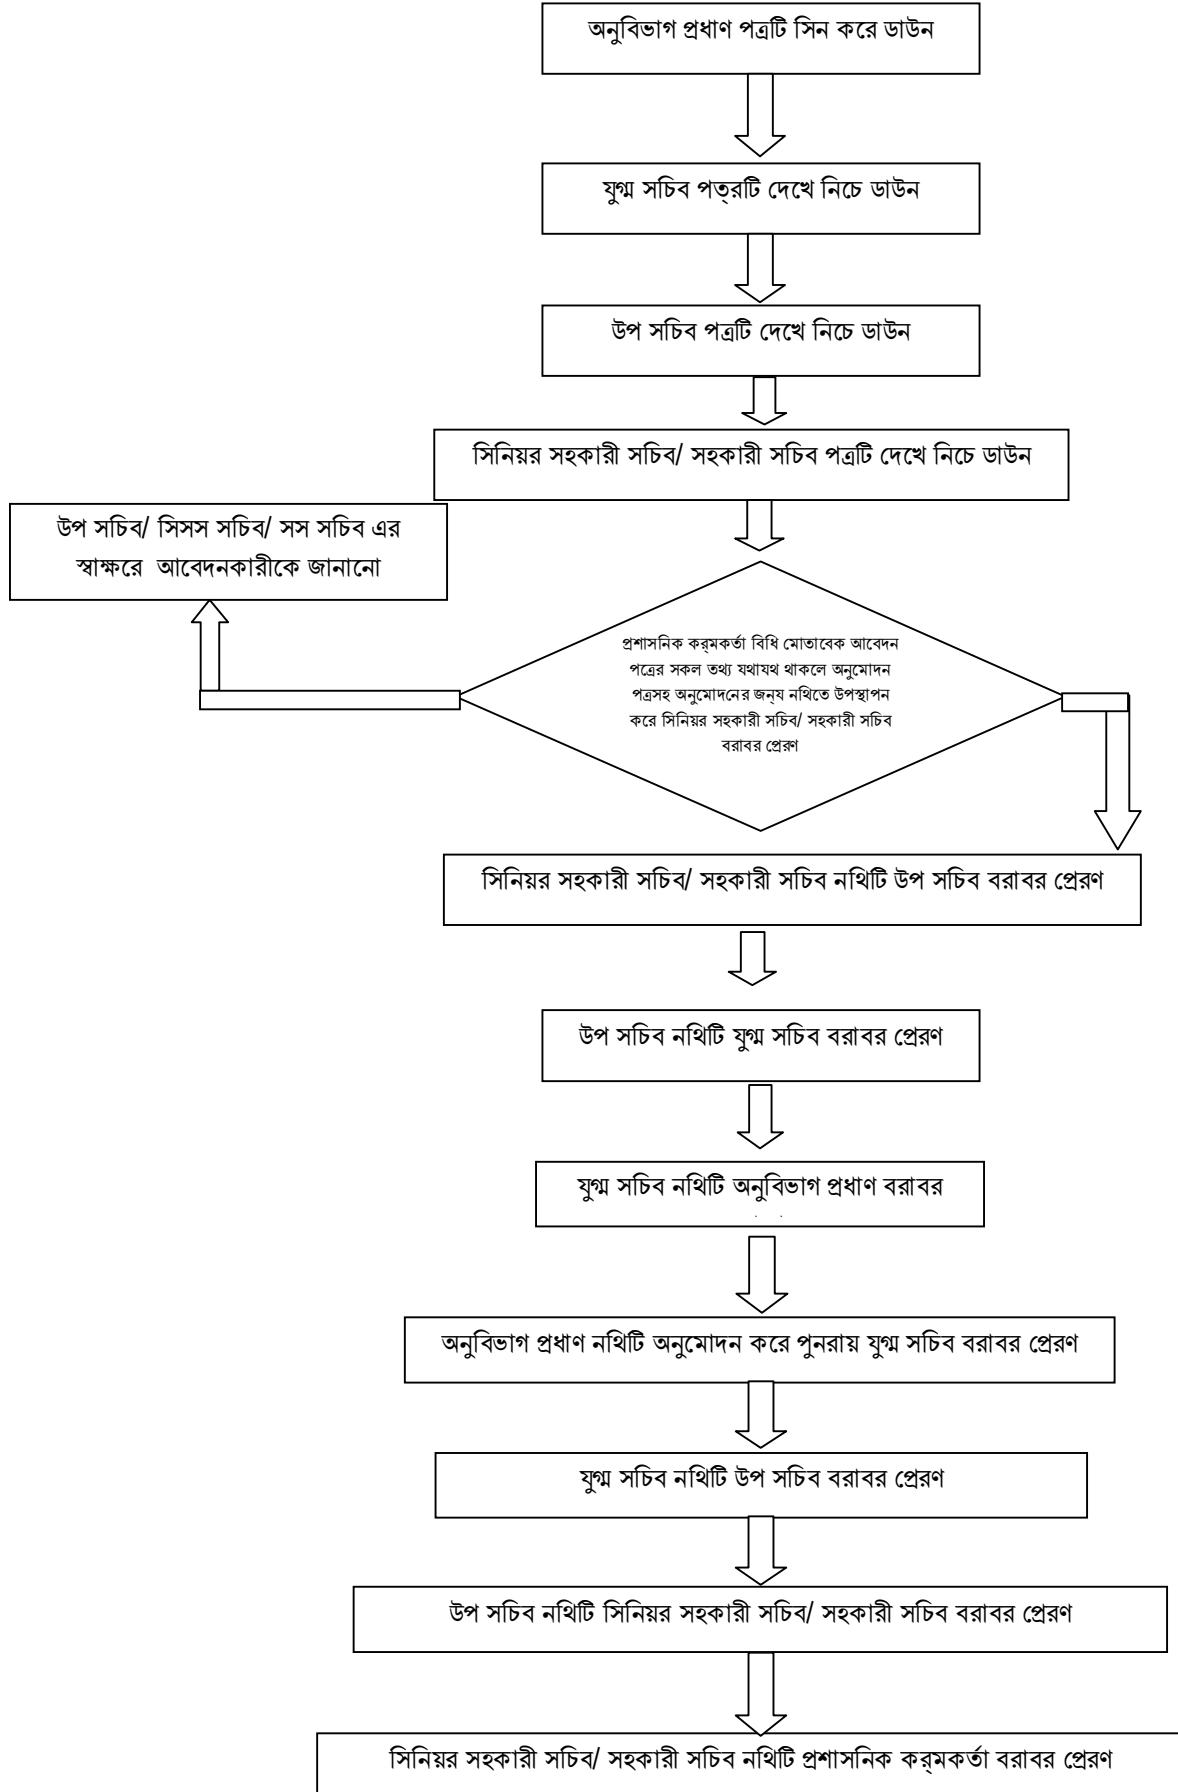 অনুবিভাগ প্রধাণ পত্রটি সিন করে ডাউন
যুগ্ম সচিব পত্‌রটি দেখে নিচে ডাউন
উপ সচিব পত্রটি দেখে নিচে ডাউন
সিনিয়র সহকারী সচিব/ সহকারী সচিব পত্রটি দেখে নিচে ডাউন
উপ সচিব/ সিসস সচিব/ সস সচিব এর
স্বাক্ষরে আবেদনকারীকে জানানো
প্রশাসনিক কর্‌মকর্তা বিধি মোতাবেক আবেদন
পত্রের সকল তথ্য যথাযথ থাকলে অনুমোদন
পত্রসহ অনুমোদনের জন্‌য নথিতে উপস্থাপন
করে সিনিয়র সহকারী সচিব/ সহকারী সচিব
বরাবর প্রেরণ
সিনিয়র সহকারী সচিব/ সহকারী সচিব নথিটি উপ সচিব বরাবর প্রেরণ
উপ সচিব নথিটি যুগ্ম সচিব বরাবর প্রেরণ
যুগ্ম সচিব নথিটি অনুবিভাগ প্রধাণ বরাবর
অনুবিভাগ প্রধাণ নথিটি অনুমোদন করে পুনরায় যুগ্ম সচিব বরাবর প্রেরণ
যুগ্ম সচিব নথিটি উপ সচিব বরাবর প্রেরণ
উপ সচিব নথিটি সিনিয়র সহকারী সচিব/ সহকারী সচিব বরাবর প্রেরণ
সিনিয়র সহকারী সচিব/ সহকারী সচিব নথিটি প্রশাসনিক কর্‌মকর্তা বরাবর প্রেরণ